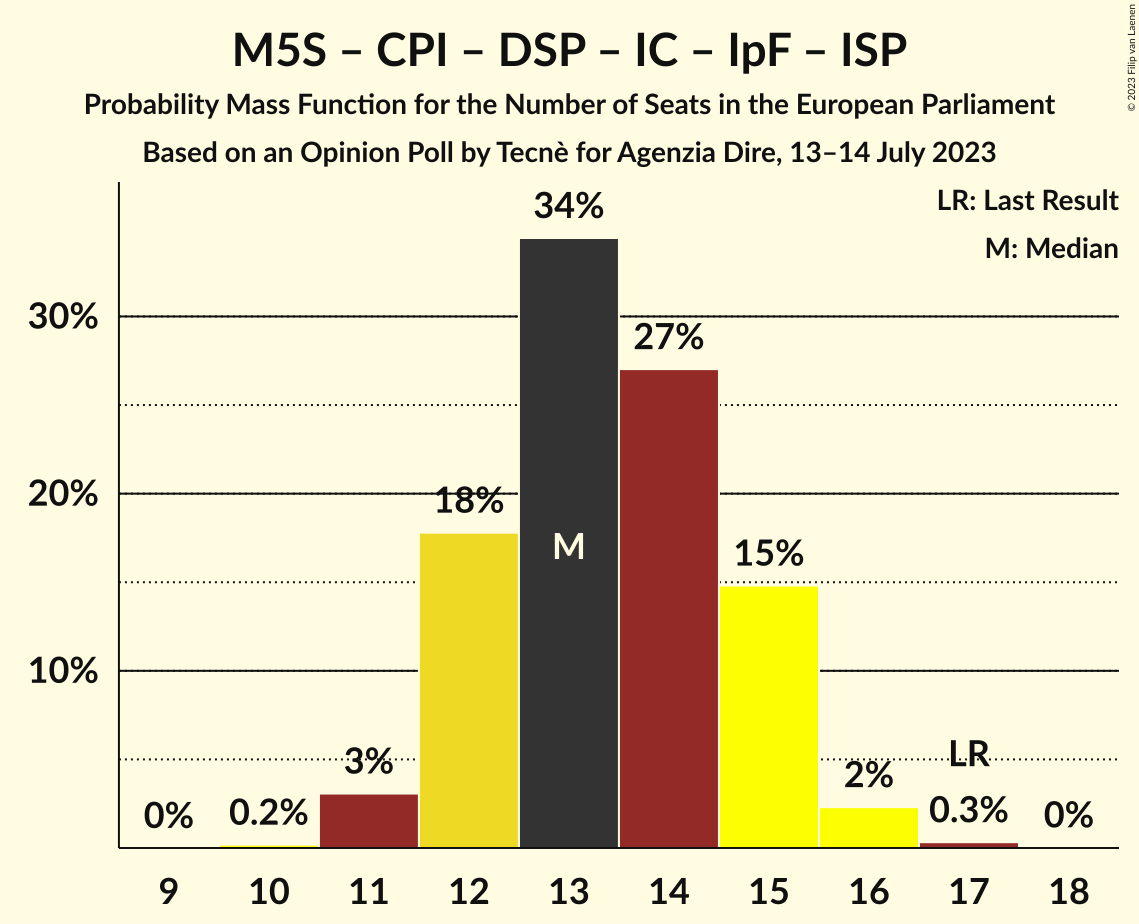 M5S – CPI – DSP – IC – IpF – ISP
Probability Mass Function for the Number of Seats in the European Parliament
Based on an Opinion Poll by Tecnè for Agenzia Dire, 13–14 July 2023
© 2023 Filip van Laenen
LR: Last Result
M: Median
34%
30%
27%
20%
18%
M
15%
10%
3%
2%
LR
0%
0.2%
0.3%
0%
9 10 11 12 13 14 15 16 17 18